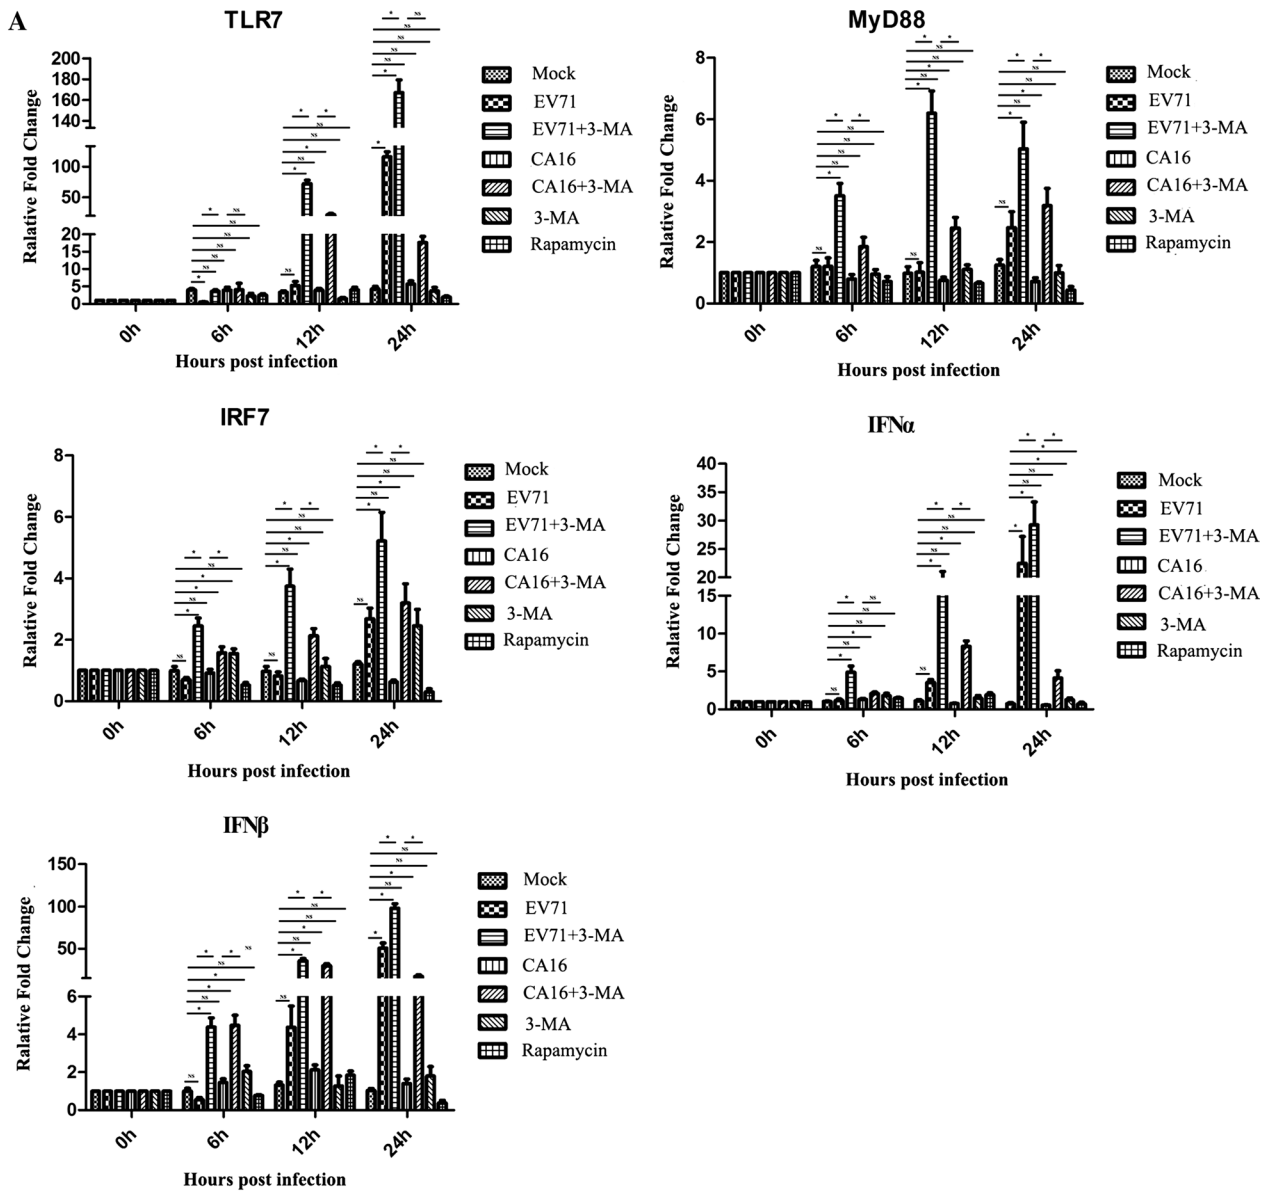 A
TLR7
Ralative Fold Change
200
180
160
140
100
50
20
15
10
5
0
0h
6h
12h
24h
Hours post infection
Mock
EV71
EV71+3-MA
CA16
CA16+3-MA
3-MA
Rapamycin
MyD88
Ralative Fold Change
8
6
4
2
0
0h
6h
12h
24h
Hours post infection
Mock
EV71
EV71+3-MA
CA16
CA16+3-MA
3-MA
Rapamycin
IRF7
Ralative Fold Change
8
6
4
2
0
0h
6h
12h
24h
Hours post infection
Mock
EV71
EV71+3-MA
CA16
CA16+3-MA
3-MA
Rapamycin
IFNα
Ralative Fold Change
40
35
30
25
20
15
10
5
0
0h
6h
12h
24h
Hours post infection
Mock
EV71
EV71+3-MA
CA16
CA16+3-MA
3-MA
Rapamycin
IFNβ
Ralative Fold Change
150
100
50
6
4
2
0
0h
6h
12h
24h
Hours post infection
Mock
EV71
EV71+3-MA
CA16
CA16+3-MA
3-MA
Rapamycin